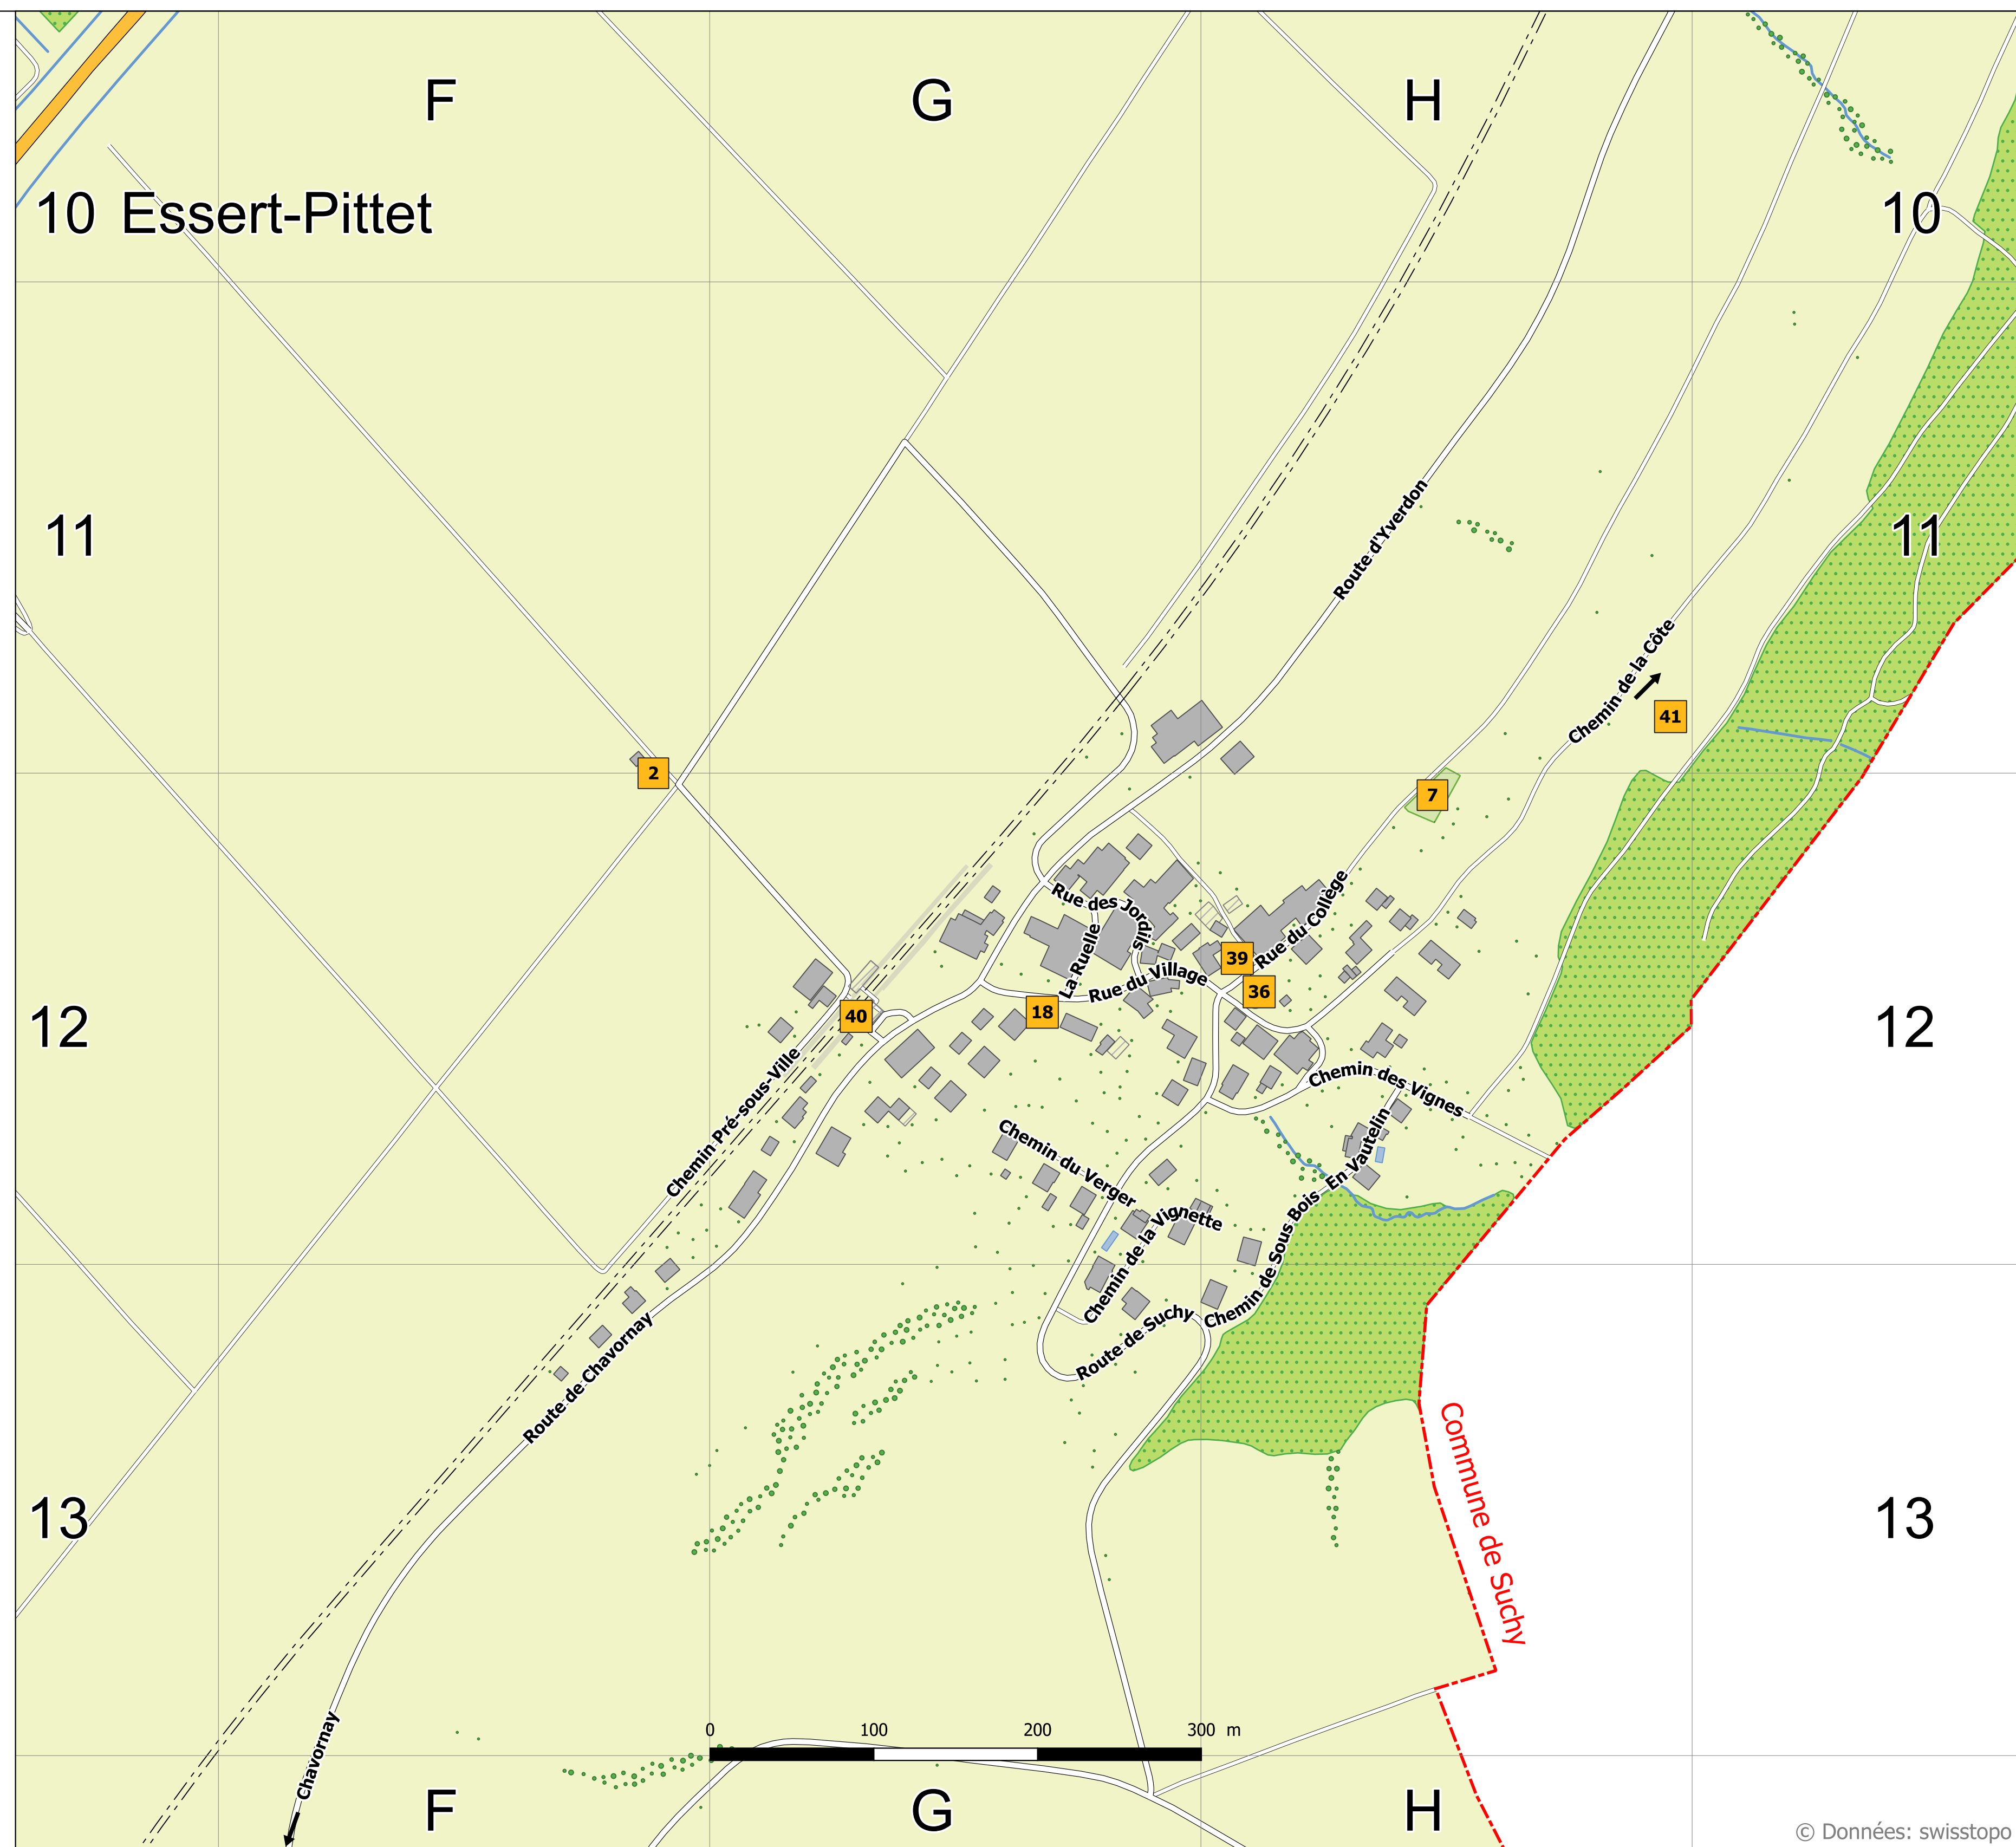 F G H
10 Essert-Pittet 10
Route d'Yverdon
11 11
Chemin de la Côte
41
2
7
Rue des Jordils
Rue du Collège
La Ruelle
39
Rue du Village
36
40
18
12 12
Chemin Pré-sous-Ville
Chemin des Vignes
Chemin du Verger
En Vautelin
Chemin de la Vignette
Chemin de Sous Bois
Route de Suchy
Route de Chavornay
Commune de Suchy
13 13
Chavornay
0 100 200 300 m
F G H
© Données: swisstopo